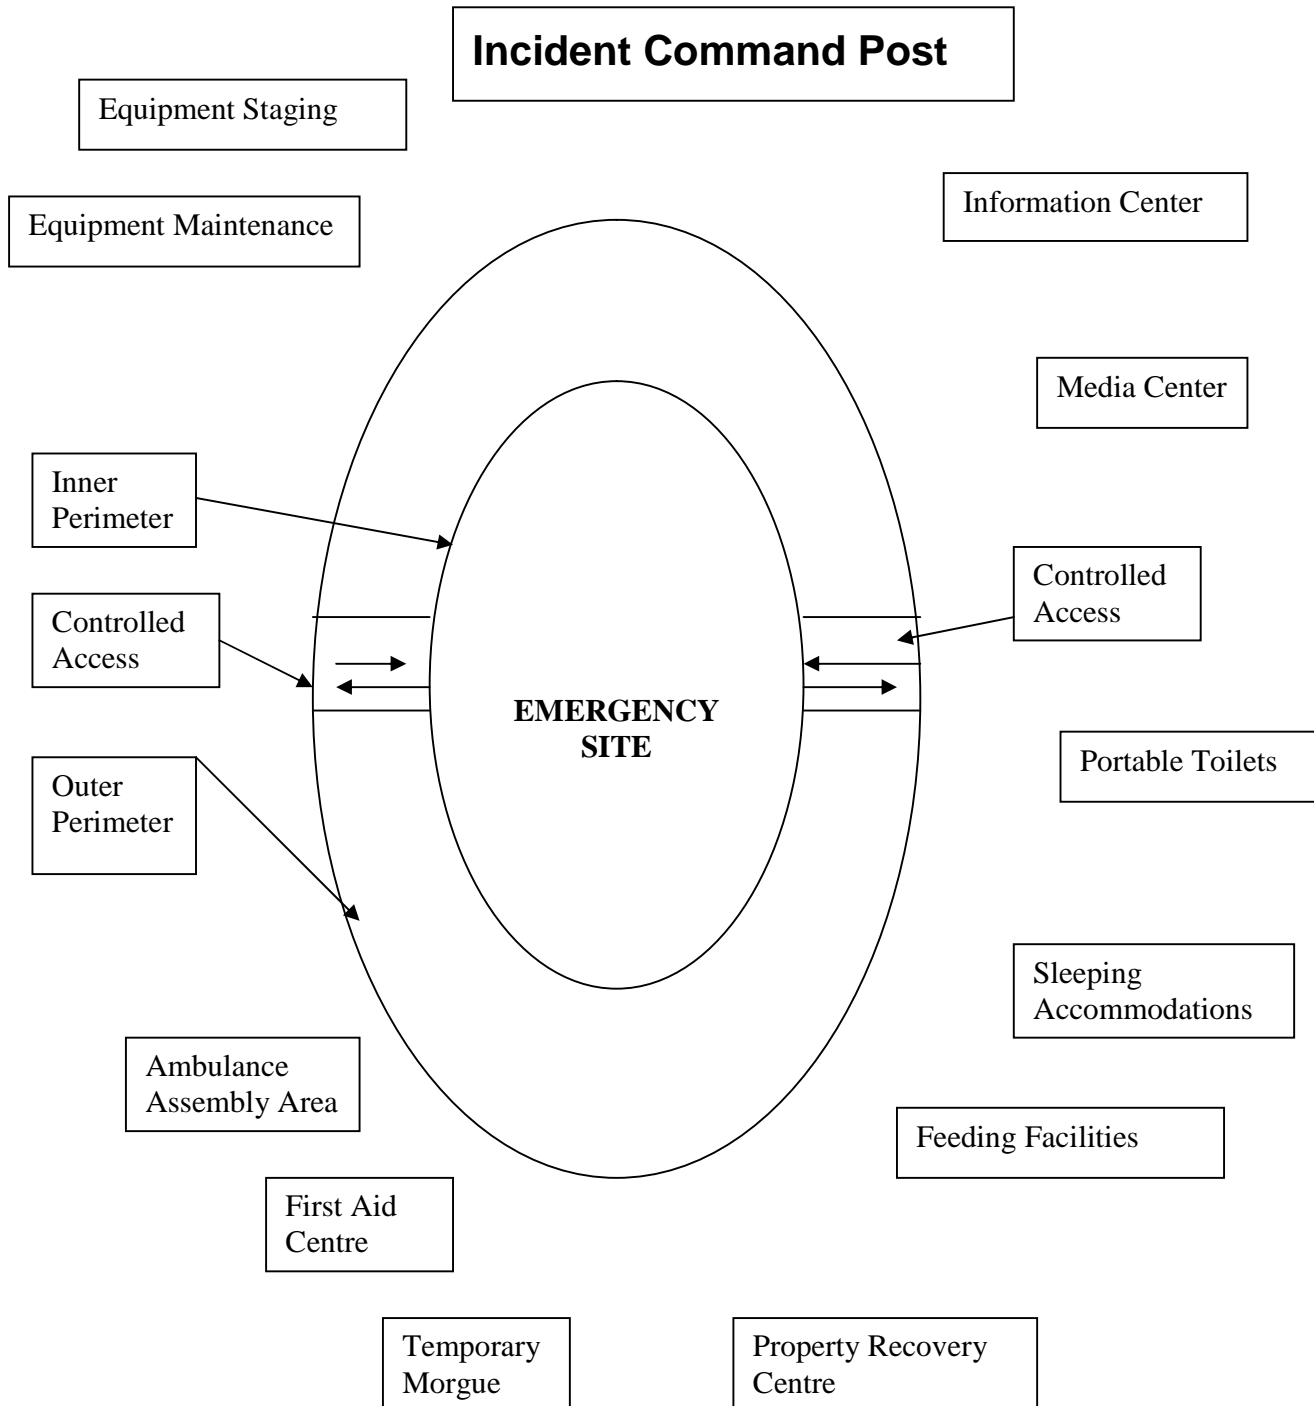 Incident Command Post
Equipment Staging
Information Center
Equipment Maintenance
Media Center
Inner
Perimeter
Controlled
Access
Controlled
Access
EMERGENCY
SITE
Portable Toilets
Outer
Perimeter
Sleeping
Accommodations
Ambulance
Assembly Area
Feeding Facilities
First Aid
Centre
Temporary
Morgue
Property Recovery
Centre